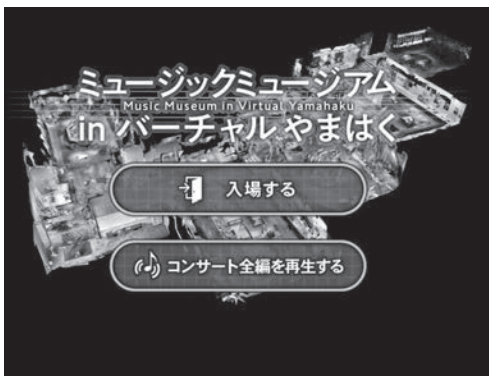 ミュージックミュージアム
Music Museum in Virtual Yamahaku
in バーチャル やまはく
入場する
コンサート全編を再生する